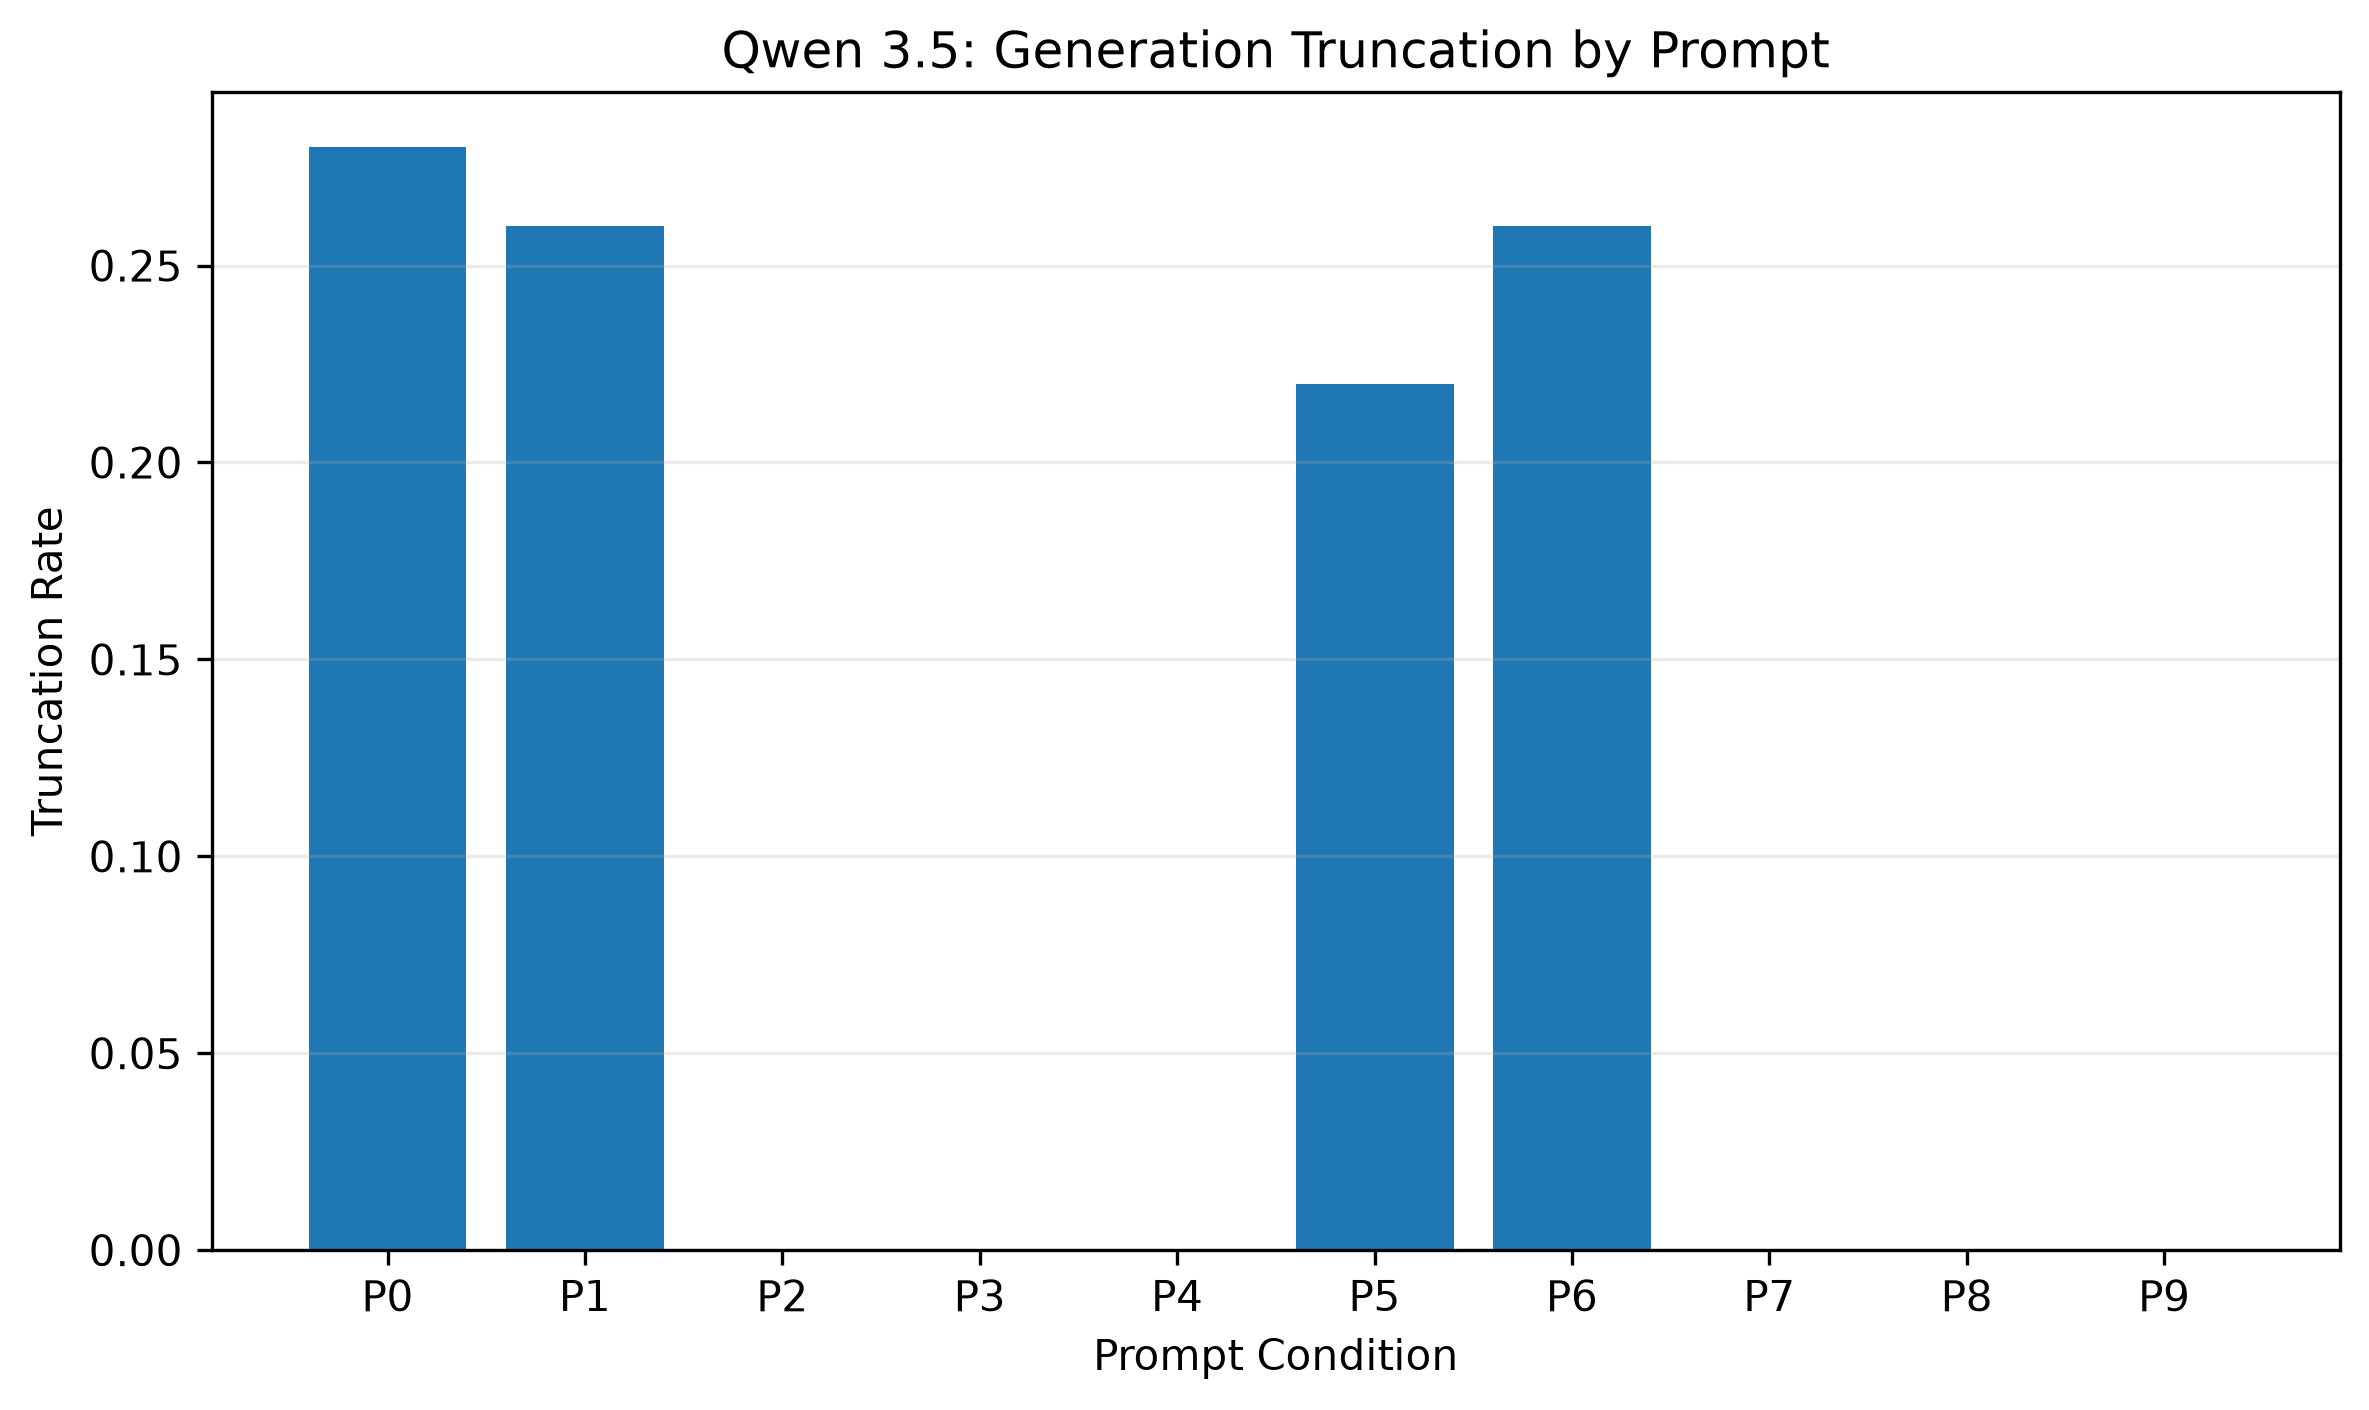 Qwen 3.5: Generation Truncation by Prompt
Truncation Rate
0.25
0.20
0.15
0.10
0.05
0.00
P0 P1 P2 P3 P4 P5 P6 P7 P8 P9
Prompt Condition